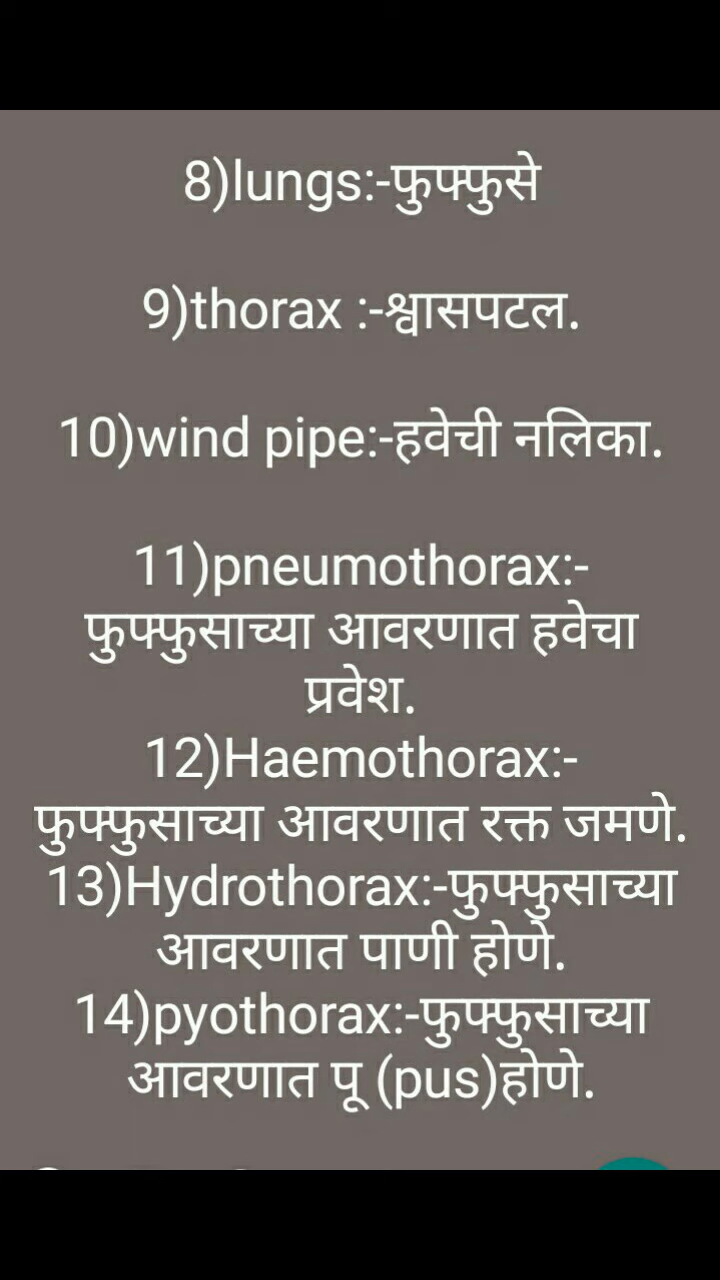 8)lungs:-फुफ्फुसे
9)thorax :-श्वासपटल.
10)wind pipe:-हवेची नलिका.
11)pneumothorax:-
फुफ्फुसाच्या आवरणात हवेचा
प्रवेश.
12)Haemothorax:-
फुफ्फुसाच्या आवरणात रक्त जमणे.
13)Hydrothorax:-फुफ्फुसाच्या
आवरणात पाणी होणे.
14)pyothorax:-फुफ्फुसाच्या
आवरणात पू (pus)होणे.